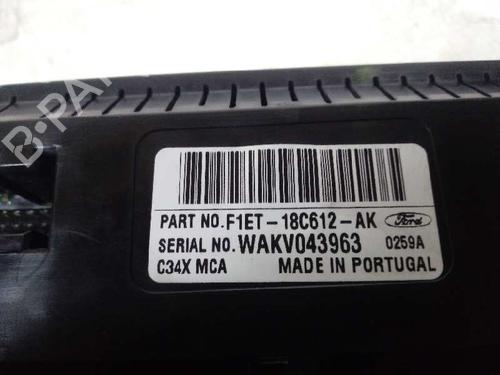 B-PA
PART NO. F1ET-18C612-AK Ford
SERIAL NO. WAKV043963 0259A
C34X MCA MADE IN PORTUGAL